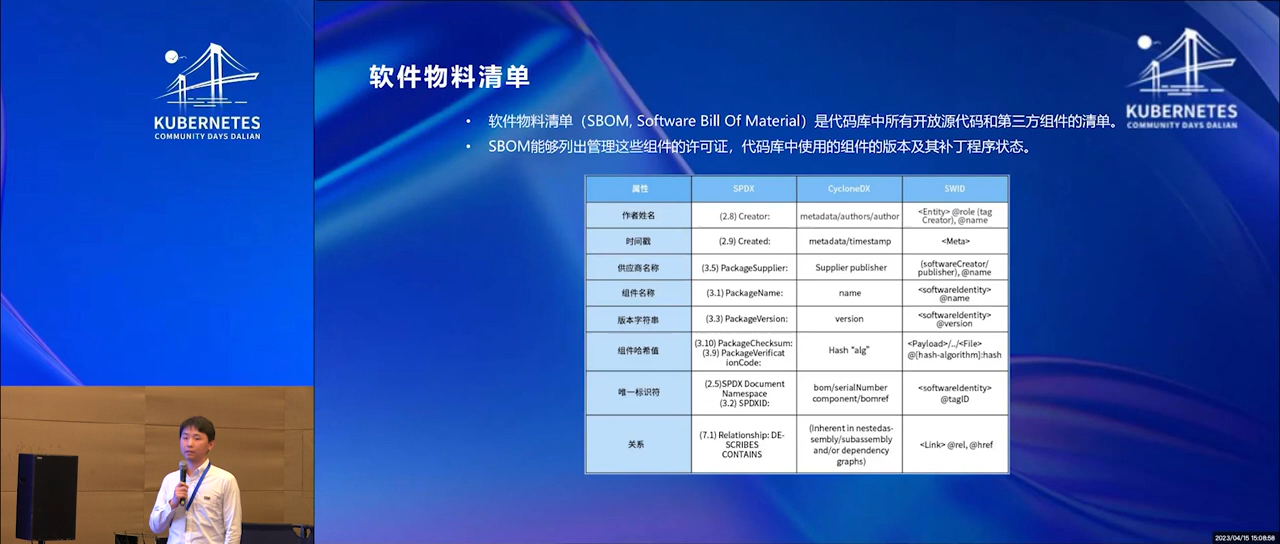 KUBERNETES
COMMUNITY DAYS DALIAN
KUBERNETES
COMMUNITY DAYS DALIAN
软件物料清单
• 软件物料清单（SBOM, Software Bill Of Material）是代码库中所有开放源代码和第三方组件的清单。
• SBOM能够列出管理这些组件的许可证，代码库中使用的组件的版本及其补丁程序状态。
属性 SPDX CycloneDX SWID
作者姓名 (2.8) Creator: metadata/authors/author <Entity> @role (tag
Creator), @name
时间戳 (2.9) Created: metadata/timestamp <Meta>
供应商名称 (3.5) PackageSupplier: Supplier publisher (softwareCreator/
publisher), @name
组件名称 (3.1) PackageName: name <softwareIdentity>
@name
版本字符串 (3.3) PackageVersion: version <softwareIdentity>
@version
组件哈希值 (3.10) PackageChecksum:
(3.9) PackageVerificat
ionCode: Hash “alg” <Payload>/../<File>
@[hash-algorithm]:hash
唯一标识符 (2.5)SPDX Document
Namespace
(3.2) SPDXID: bom/serialNumber
component/bomref <softwareIdentity>
@tagID
关系 (7.1) Relationship: DE-
SCRIBES
CONTAINS (Inherent in nestedas-
sembly/subassembly
and/or dependency
graphs) <Link> @rel, @href
2023/04/15 15:08:58